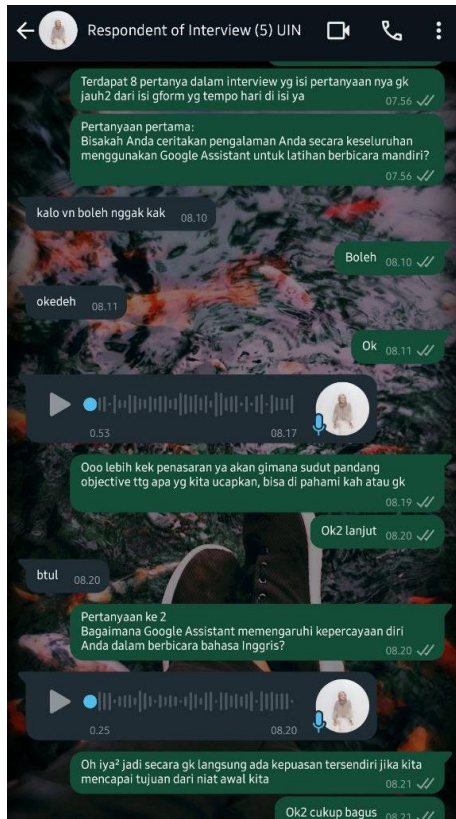 Respondent of Interview (5) UIN
Terdapat 8 pertanya dalam interview yg isi pertanyaan nya gk
jauh2 dari isi gform yg tempo hari di isi ya
07.56
Pertanyaan pertama:
Bisakah Anda ceritakan pengalaman Anda secara keseluruhan
menggunakan Google Assistant untuk latihan berbicara mandiri?
07.56
kalo vn boleh nggak kak 08.10
Boleh 08.10
okedeh 08.11
Ok 08.11
0.53 08.17
Ooo lebih kek penasaran ya akan gimana sudut pandang
objective ttg apa yg kita ucapkan, bisa di pahami kah atau gk
08.19
Ok2 lanjut 08.20
btul 08.20
Pertanyaan ke 2
Bagaimana Google Assistant memengaruhi kepercayaan diri
Anda dalam berbicara bahasa Inggris?
08.20
0.25 08.20
Oh iya² jadi secara gk langsung ada kepuasan tersendiri jika kita
mencapai tujuan dari niat awal kita
08.21
Ok2 cukup bagus 08.21